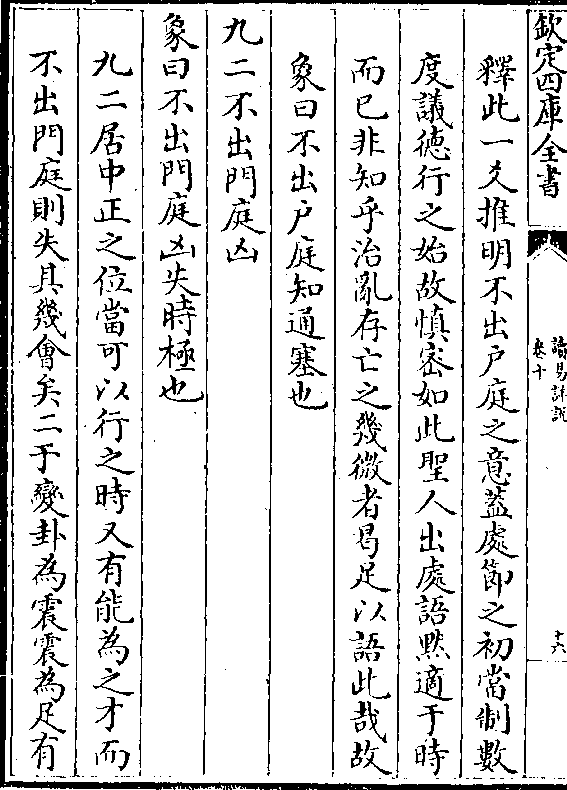 欽定四庫全書
讀易詳說
卷十
十六
釋此一爻推明不出户庭之意蓋處節之初當制數
度議德行之始故慎密如此聖人出處語黙適于時
而已非知乎治亂存亡之幾微者曷足以語此哉故
象曰不出户庭知通塞也
九二不出門庭凶
象曰不出門庭凶失時極也
九二居中正之位當可以行之時又有能為之才而
不出門庭則失其幾會矣二于變卦為震震為足有